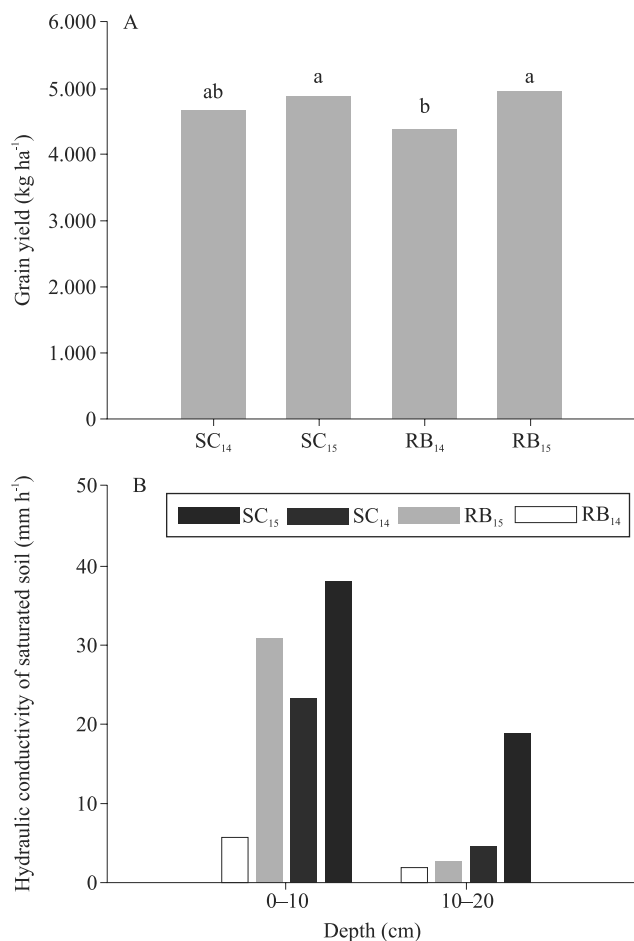 A
6.000
5.000
4.000
3.000
2.000
1.000
0
Grain yield (kg ha⁻¹)
ab
a
b
a
SC₁₄ SC₁₅ RB₁₄ RB₁₅
B
50
40
30
20
10
0
Hydraulic conductivity of saturated soil (mm h⁻¹)
SC₁₅ SC₁₄ RB₁₅ RB₁₄
0–10 10–20
Depth (cm)